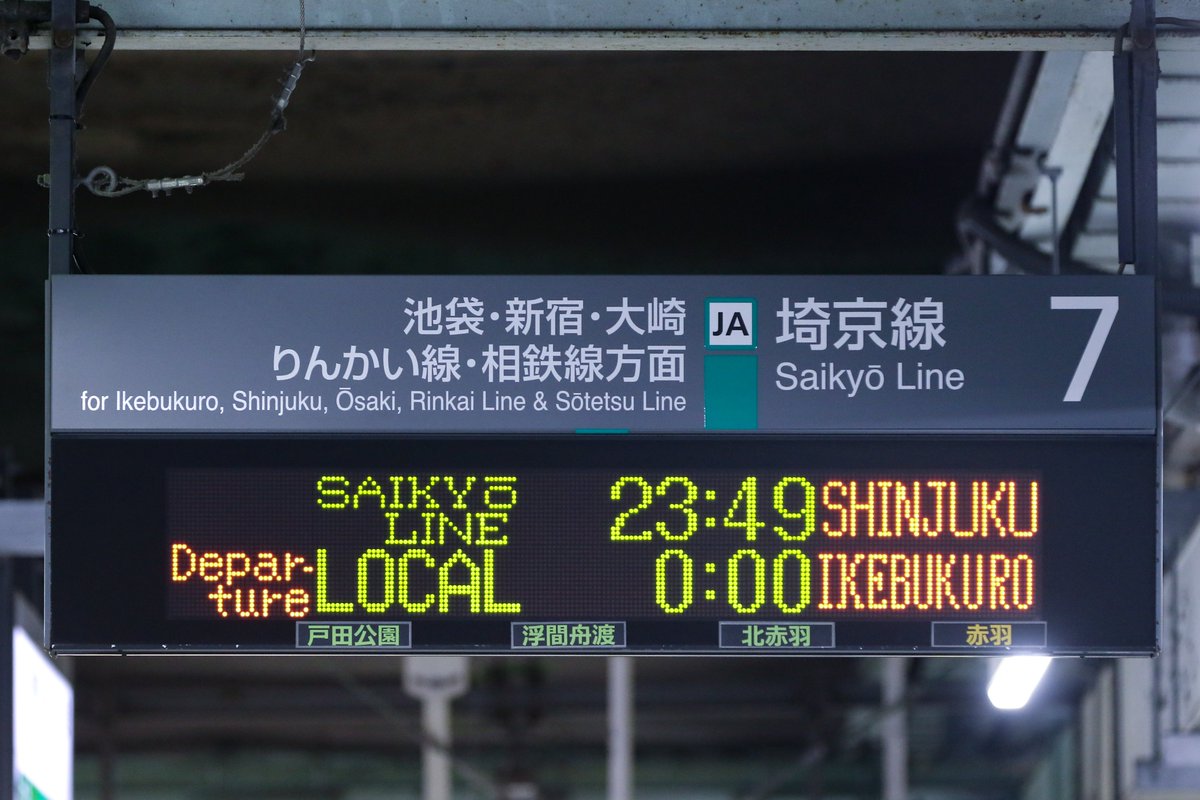 池袋・新宿・大崎
りんかい線・相鉄線方面
for Ikebukuro, Shinjuku, Ōsaki, Rinkai Line & Sōtetsu Line
JA
埼京線
Saikyō Line
7
SAIKYō
LINE
23:49 SHINJUKU
Depar-
ture
LOCAL
0:00 IKEBUKURO
戸田公園
浮間舟渡
北赤羽
赤羽